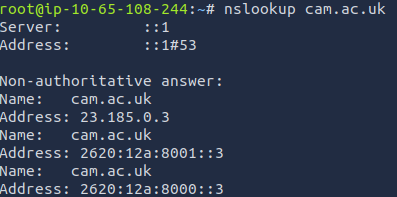 root@ip-10-65-108-244:~# nslookup cam.ac.uk
Server:         ::1
Address:        ::1#53

Non-authoritative answer:
Name:   cam.ac.uk
Address: 23.185.0.3
Name:   cam.ac.uk
Address: 2620:12a:8001::3
Name:   cam.ac.uk
Address: 2620:12a:8000::3